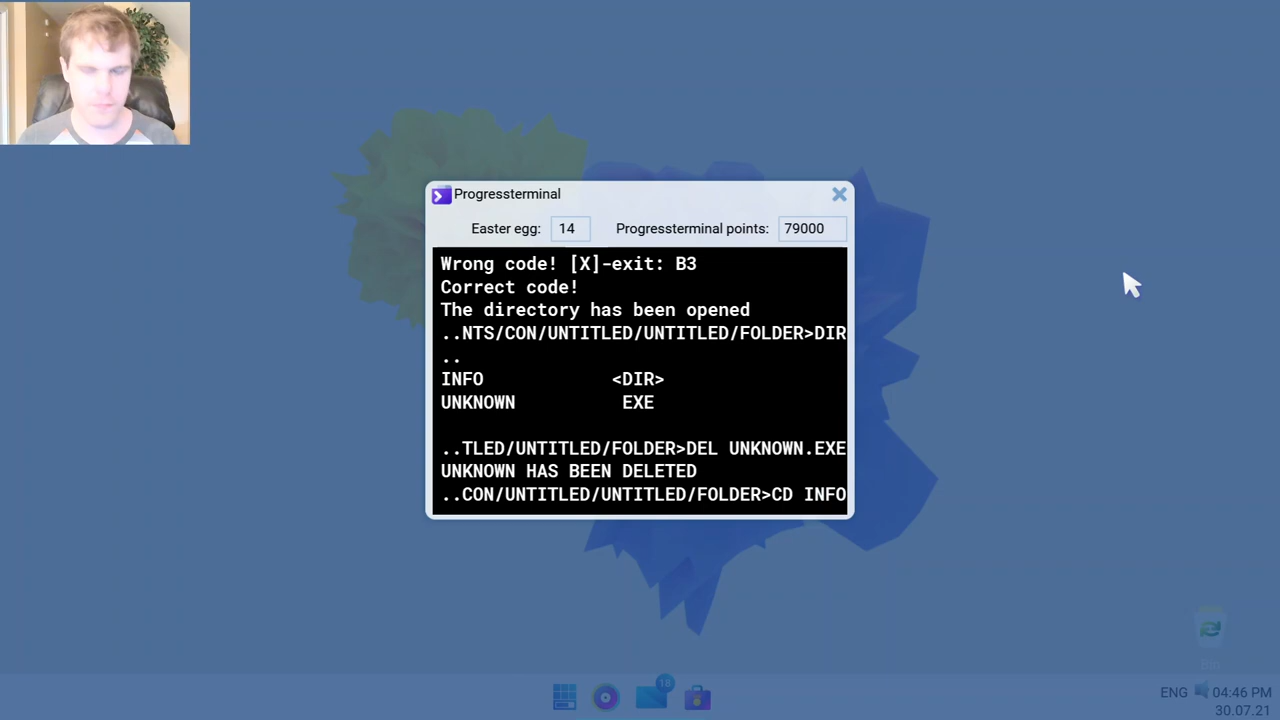 Progressterminal
Easter egg: 14 Progressterminal points: 79000
Wrong code! [X]-exit: B3
Correct code!
The directory has been opened
..NTS/CON/UNTITLED/UNTITLED/FOLDER>DIR
..
INFO <DIR>
UNKNOWN EXE
..TLED/UNTITLED/FOLDER>DEL UNKNOWN.EXE
UNKNOWN HAS BEEN DELETED
..CON/UNTITLED/UNTITLED/FOLDER>CD INFO
Bin
18
ENG 04:46 PM
30.07.21